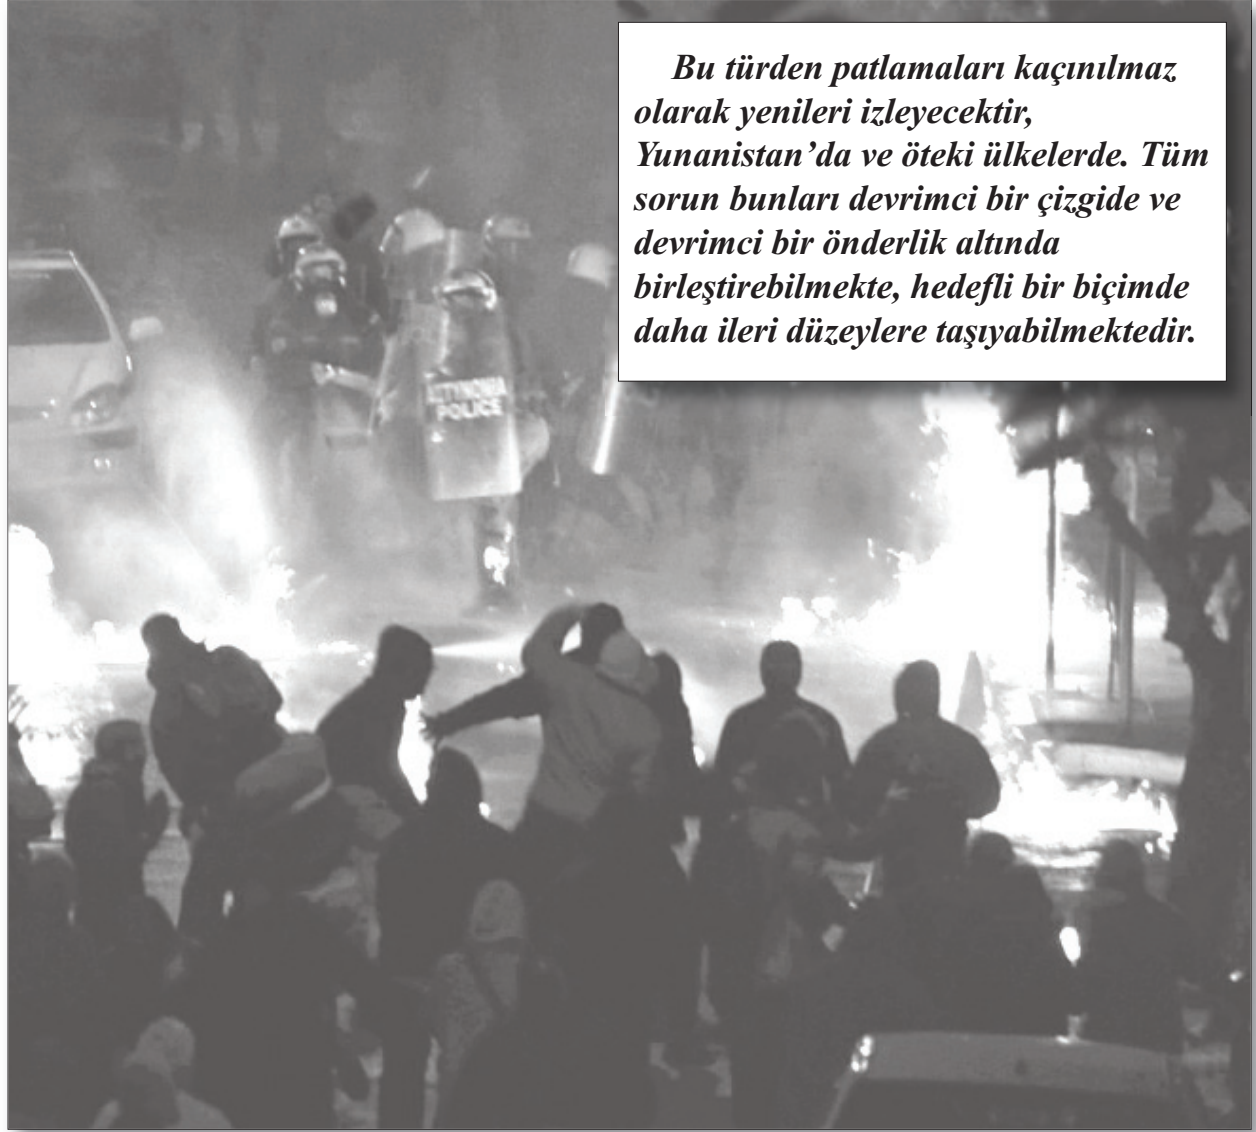 Bu türden patlamaları kaçınılmaz
olarak yenileri izleyecektir,
Yunanistan’da ve öteki ülkelerde. Tüm
sorun bunları devrimci bir çizgide ve
devrimci bir önderlik altında
birleştirebilmekte, hedefli bir biçimde
daha ileri düzeylere taşıyabilmektedir.
POLICE